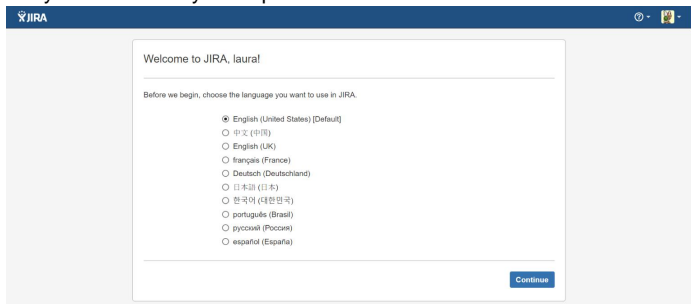 JIRA
Welcome to JIRA, laura!
Before we begin, choose the language you want to use in JIRA.
English (United States) [Default]
中文 (中国)
English (UK)
français (France)
Deutsch (Deutschland)
日本語 (日本)
한국어 (대한민국)
português (Brasil)
русский (Россия)
español (España)
Continue